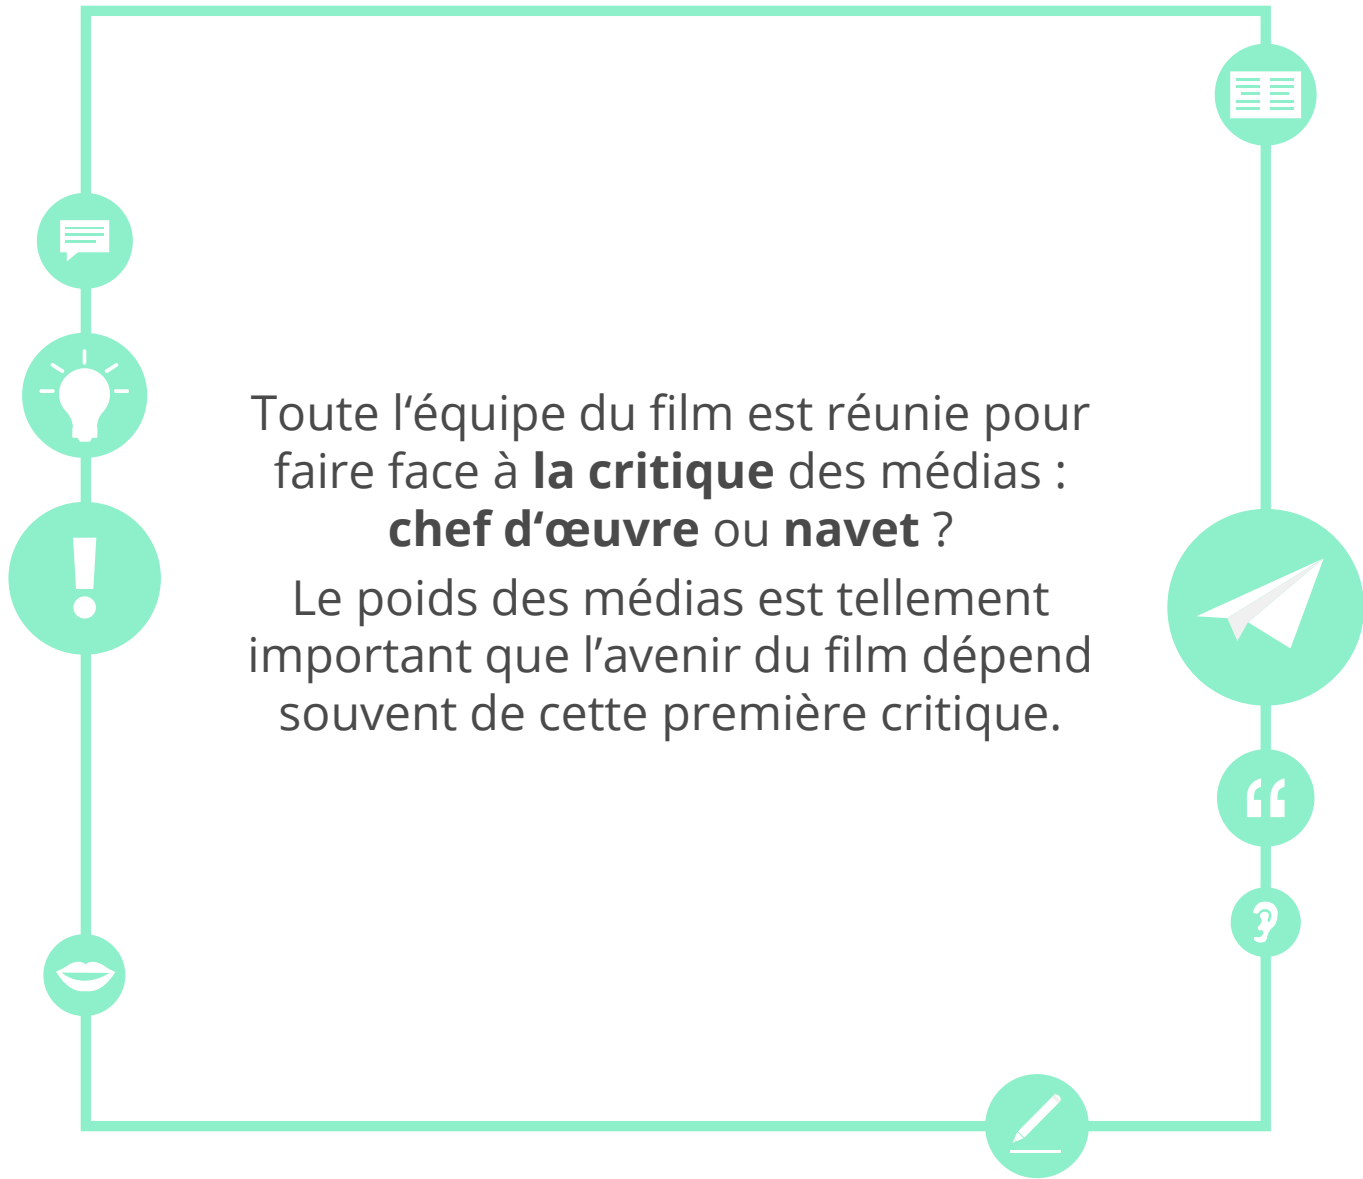 Toute l‘équipe du film est réunie pour
faire face à la critique des médias :
chef d‘œuvre ou navet ?
Le poids des médias est tellement
important que l’avenir du film dépend
souvent de cette première critique.